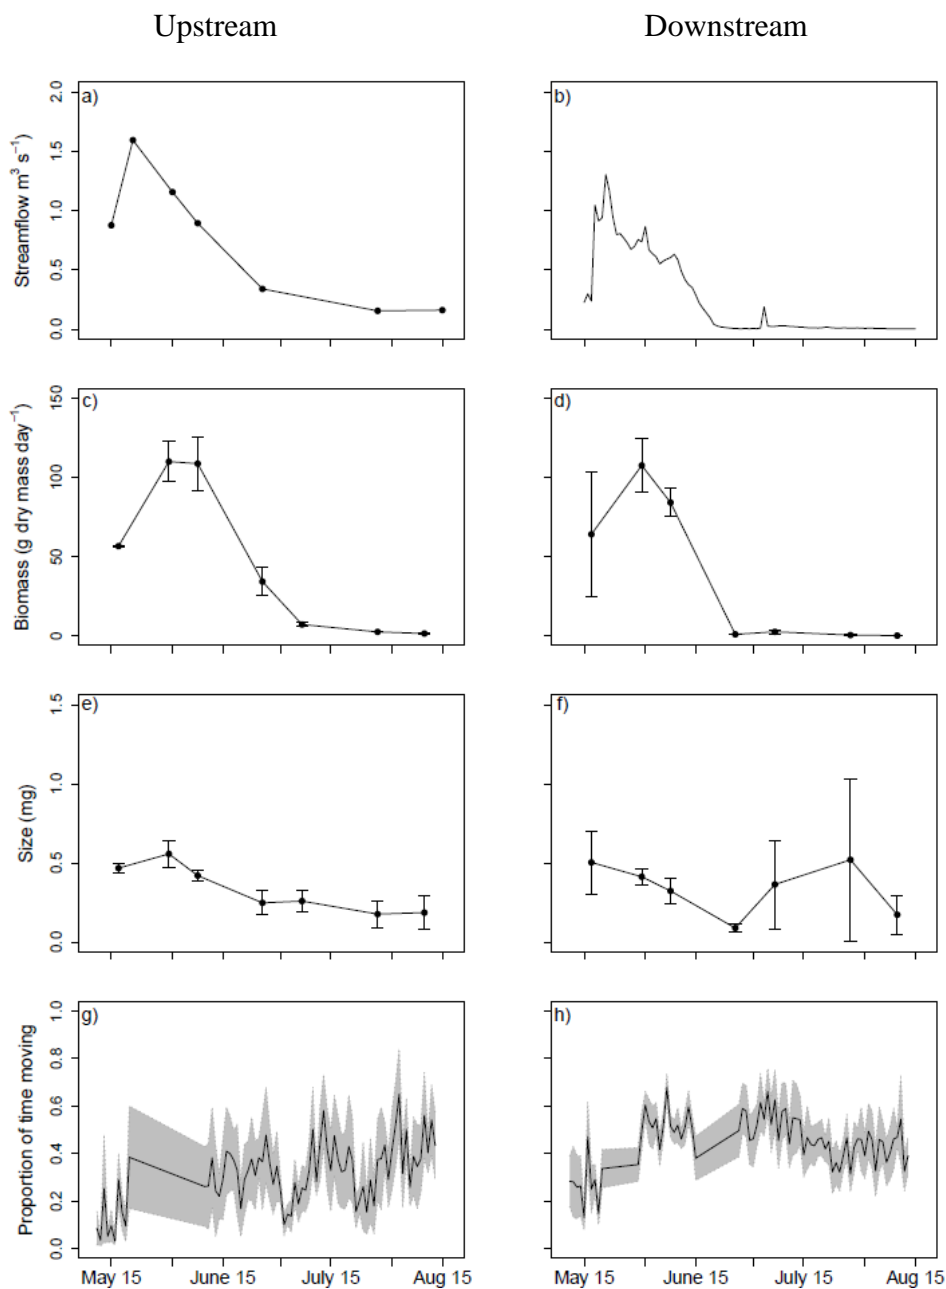 Upstream Downstream
a) b)
Streamflow m³ s⁻¹)
2.0
1.5
1.0
0.5
0.0
c) d)
Biomass (g dry mass day⁻¹)
150
100
50
0
e) f)
Size (mg)
1.5
1.0
0.5
0.0
g) h)
Proportion of time moving
1.0
0.8
0.6
0.4
0.2
0.0
May 15 June 15 July 15 Aug 15 May 15 June 15 July 15 Aug 15